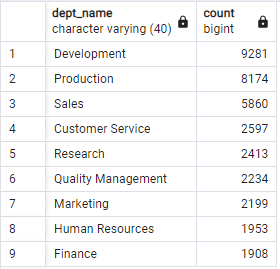 dept_name count
character varying (40) bigint
1 Development 9281
2 Production 8174
3 Sales 5860
4 Customer Service 2597
5 Research 2413
6 Quality Management 2234
7 Marketing 2199
8 Human Resources 1953
9 Finance 1908